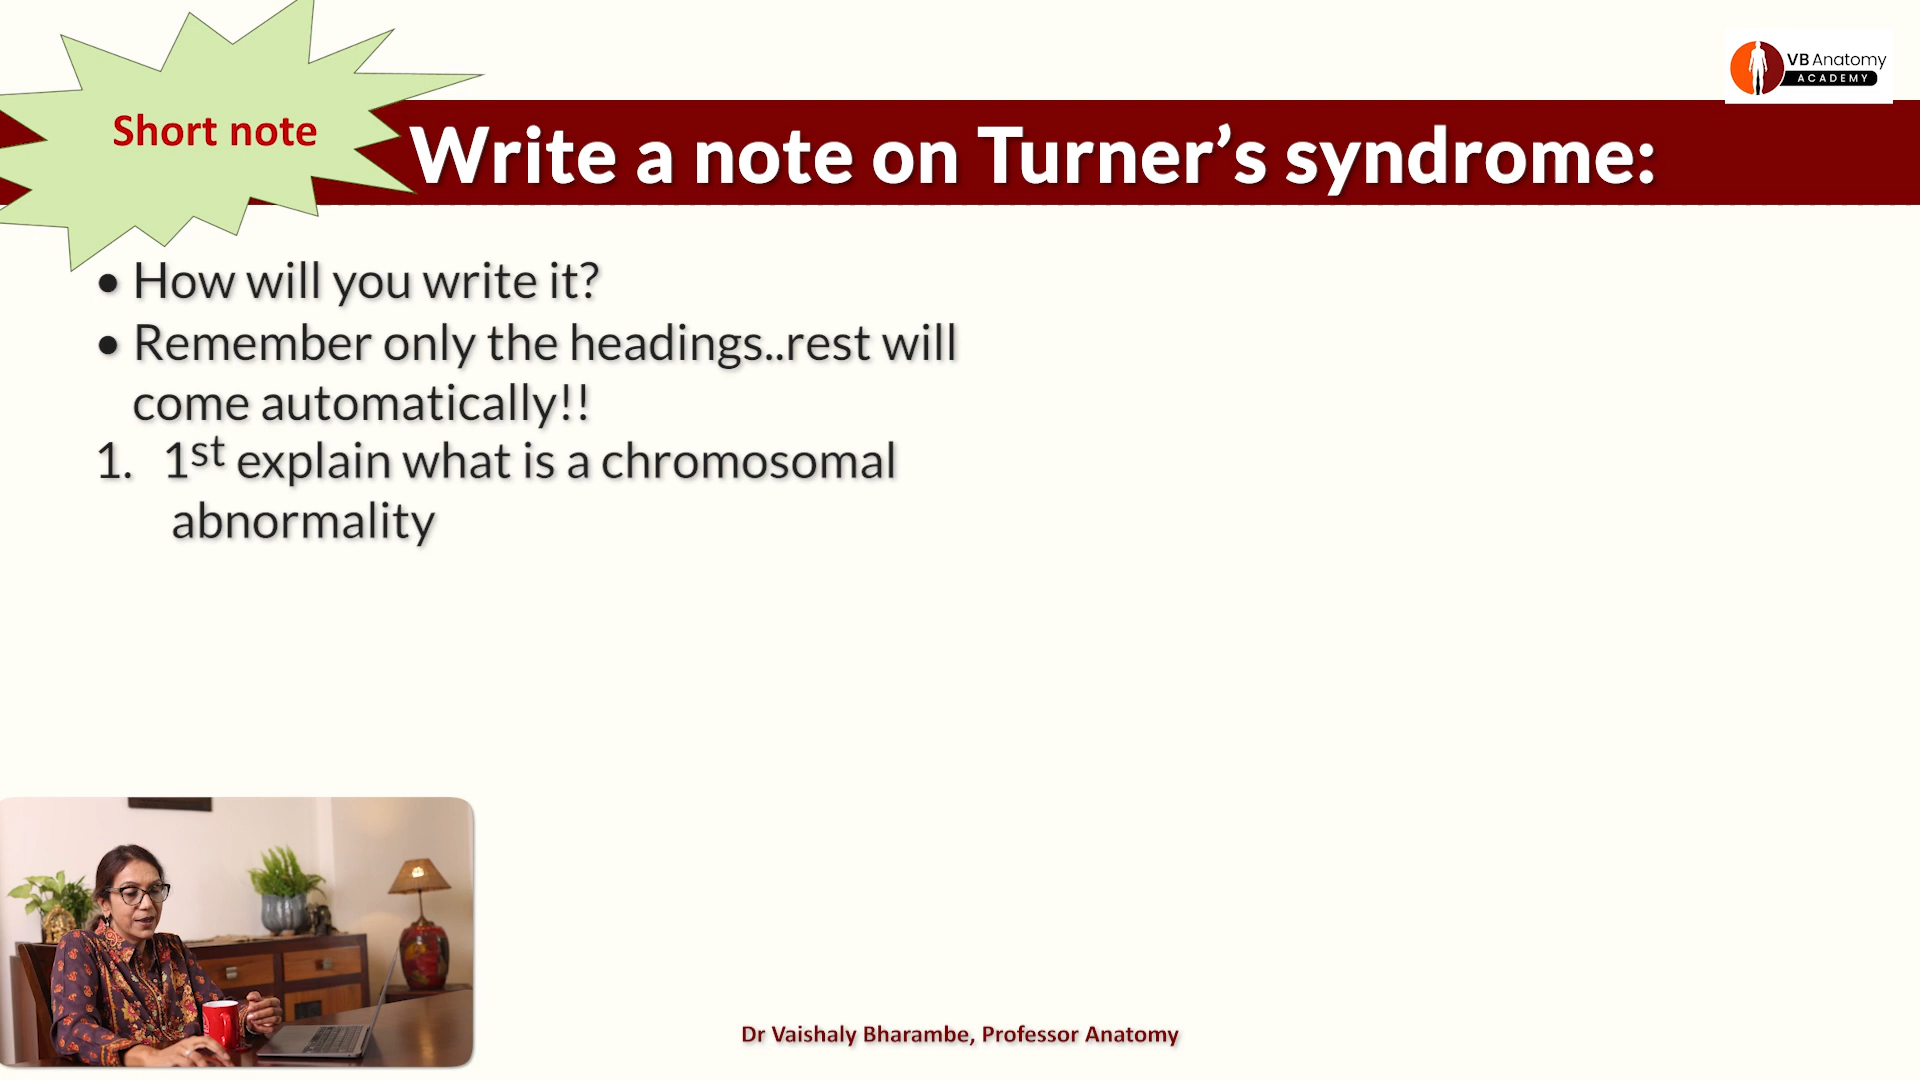 VB Anatomy
ACADEMY
Short note
Write a note on Turner’s syndrome:
• How will you write it?
• Remember only the headings..rest will
come automatically!!
1. 1st explain what is a chromosomal
abnormality
Dr Vaishaly Bharambe, Professor Anatomy